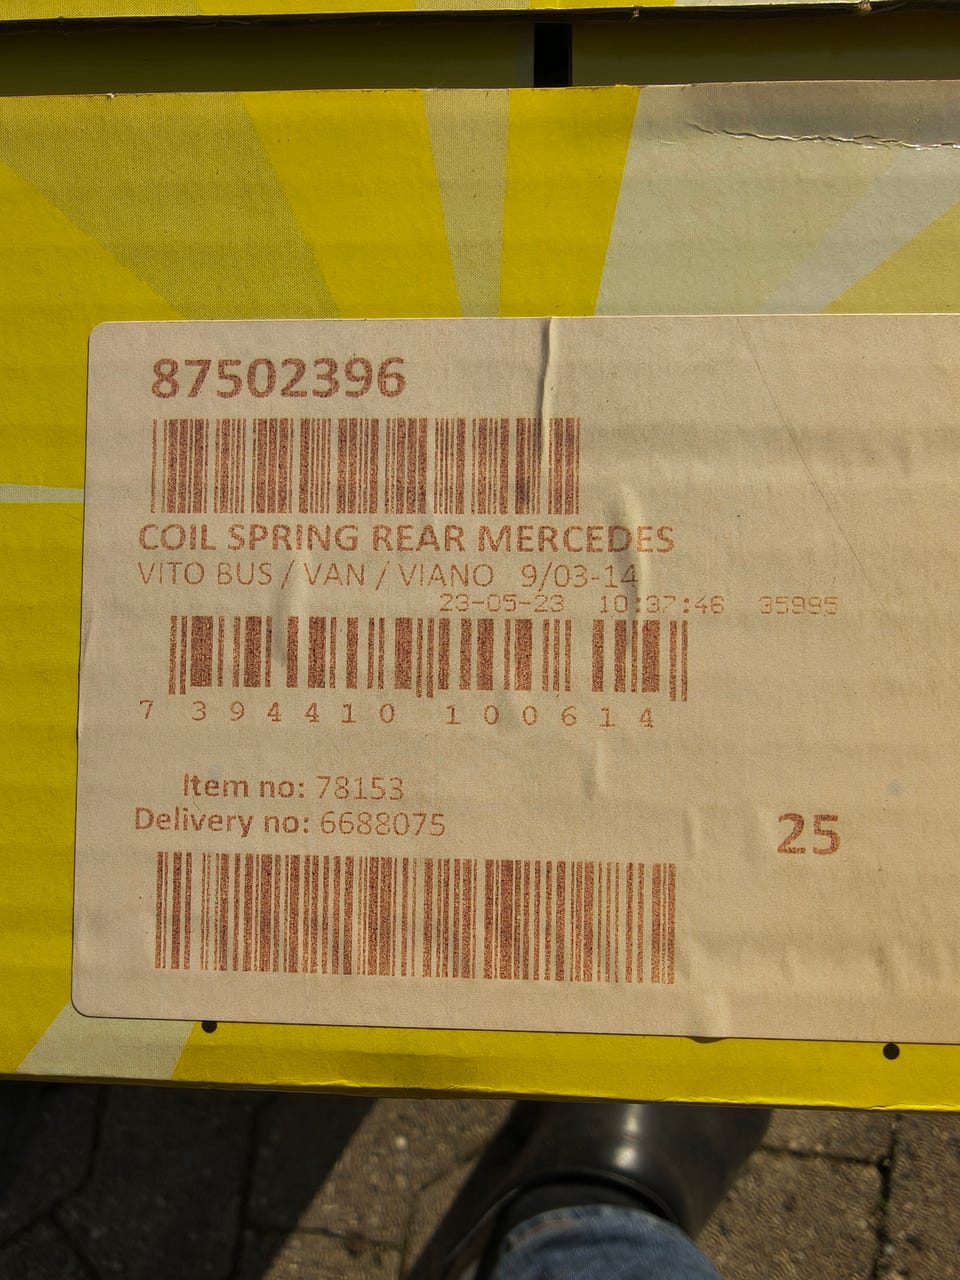 87502396
COIL SPRING REAR MERCEDES
VITO BUS / VAN / VIANO 9/03-14
23-05-23 10:37:46 35985
7 394410 100614
Item no: 78153
Delivery no: 6688075
25